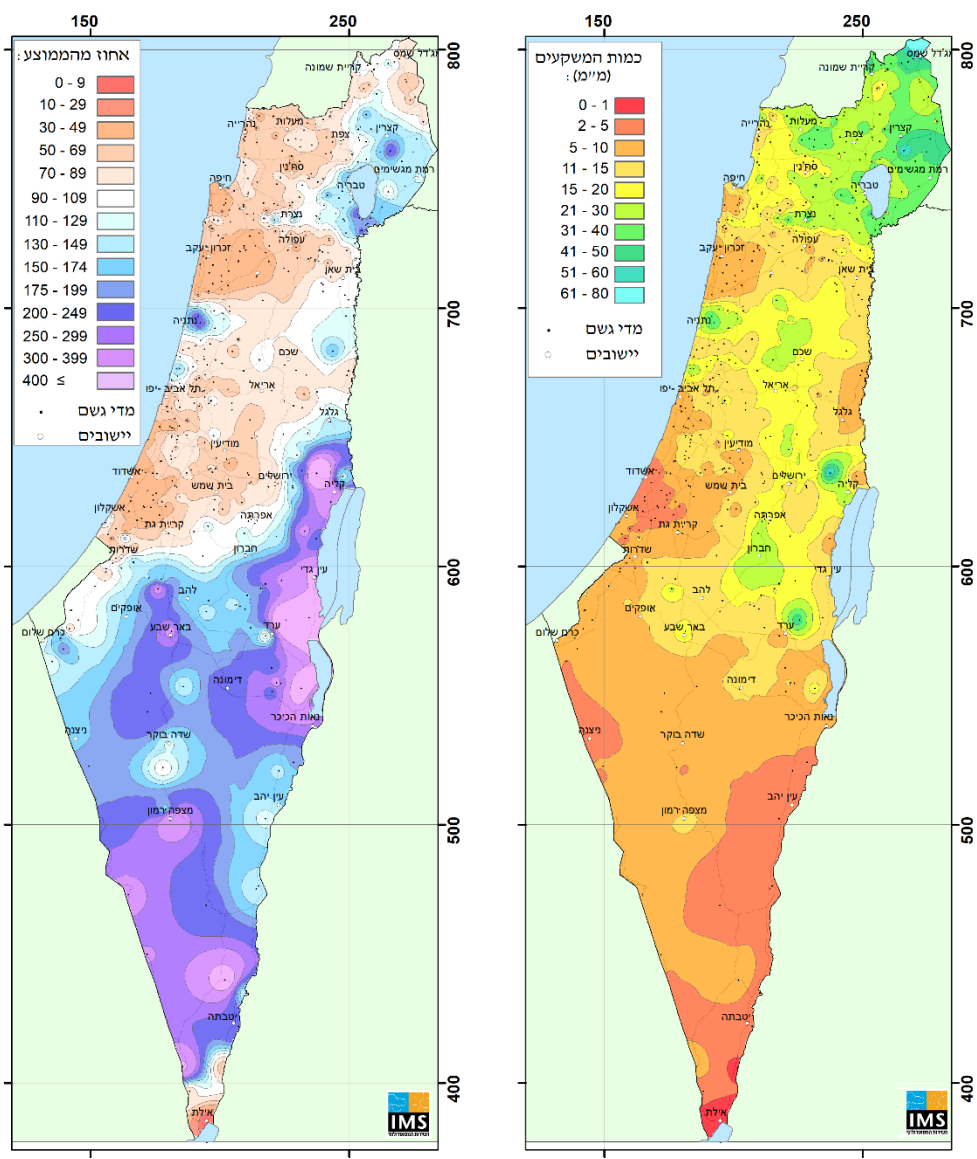 150
250
800
700
600
500
400
אחוז מהממוצע :
0 - 9
10 - 29
30 - 49
50 - 69
70 - 89
90 - 109
110 - 129
130 - 149
150 - 174
175 - 199
200 - 249
250 - 299
300 - 399
400 ≤
מדי גשם
יישובים
מג'דל שמס
קריית שמונה
נהרייה
מעלות
צפת
קצרין
סח'נין
רמת מגשימים
חיפה
טבריה
נצרת
זכרון יעקב
עפולה
בית שאן
נתניה
שכם
תל אביב -יפו
אריאל
גלגל
מודיעין
אשדוד
ירושלים
בית שמש
קליה
אשקלון
קריית גת
אפרתה
שדרות
חברון
עין גדי
להב
אופקים
כרם שלום
באר שבע
ערד
דימונה
נאות הכיכר
ניצנה
שדה בוקר
עין יהב
מצפה רמון
יטבתה
אילת
IMS
150
250
800
700
600
500
400
כמות המשקעים
(מ"מ) :
0 - 1
2 - 5
5 - 10
11 - 15
15 - 20
21 - 30
31 - 40
41 - 50
51 - 60
61 - 80
מדי גשם
יישובים
מג'דל שמס
קריית שמונה
נהרייה
מעלות
צפת
קצרין
סח'נין
רמת מגשימים
חיפה
טבריה
נצרת
זכרון יעקב
עפולה
בית שאן
נתניה
שכם
תל אביב -יפו
אריאל
גלגל
מודיעין
אשדוד
ירושלים
בית שמש
קליה
אשקלון
קריית גת
אפרתה
שדרות
חברון
עין גדי
להב
אופקים
כרם שלום
באר שבע
ערד
דימונה
נאות הכיכר
ניצנה
שדה בוקר
עין יהב
מצפה רמון
יטבתה
אילת
IMS